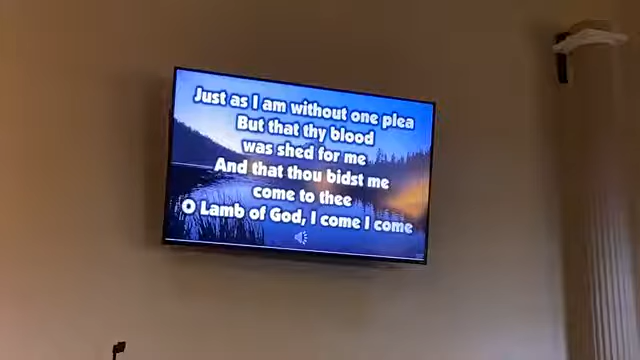 Just as I am without one plea
But that thy blood
was shed for me
And that thou bidst me
come to thee
O Lamb of God, I come I come